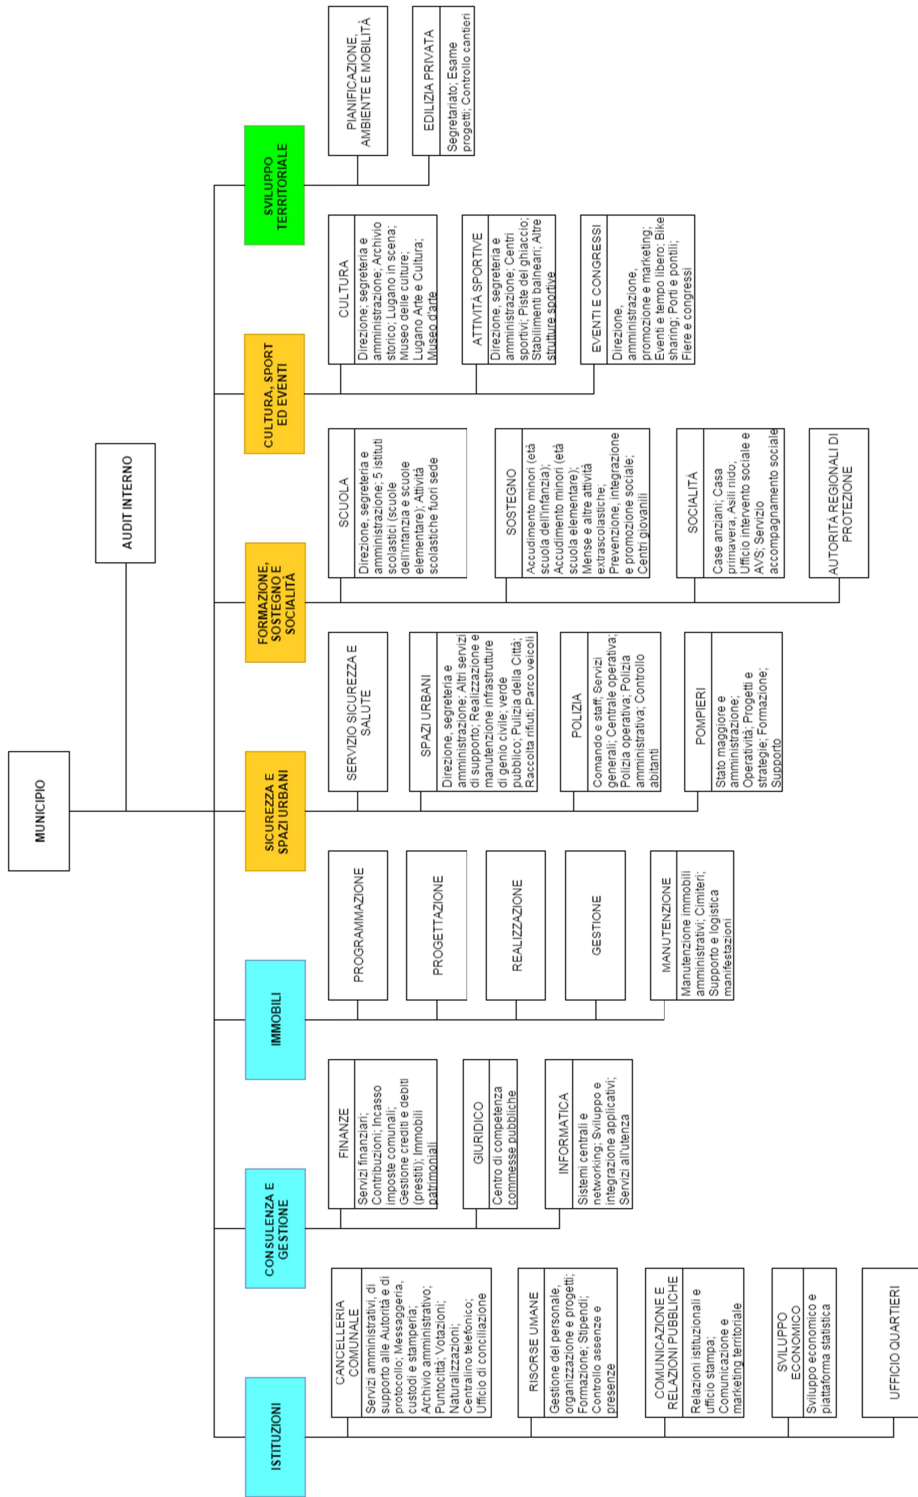 MUNICIPIO
AUDIT INTERNO
ISTITUZIONI
CANCELLERIA
COMUNALE
Servizi amministrativi, di
supporto alle Autorità e di
protocollo; Messaggeria,
custodi e stamperia;
Archivio amministrativo;
Puntocittà; Votazioni;
Naturalizzazioni;
Centralino telefonico;
Ufficio di conciliazione
RISORSE UMANE
Gestione del personale,
organizzazione e progetti;
Formazione; Stipendi;
Controllo assenze e
presenze
COMUNICAZIONE E
RELAZIONI PUBBLICHE
Relazioni istituzionali e
ufficio stampa;
Comunicazione e
marketing territoriale
SVILUPPO
ECONOMICO
Sviluppo economico e
piattaforma statistica
UFFICIO QUARTIERI
CONSULENZA E
GESTIONE
FINANZE
Servizi finanziari;
Contribuzioni; Incasso
imposte comunali;
Gestione crediti e debiti
(prestiti); Immobili
patrimoniali
GIURIDICO
Centro di competenza
commesse pubbliche
INFORMATICA
Sistemi centrali e
networking; Sviluppo e
integrazione applicativi;
Servizi all'utenza
IMMOBILI
PROGRAMMAZIONE
PROGETTAZIONE
REALIZZAZIONE
GESTIONE
MANUTENZIONE
Manutenzione immobili
amministrativi; Cimiteri;
Supporto e logistica
manifestazioni
SICUREZZA E
SPAZI URBANI
SERVIZIO SICUREZZA E
SALUTE
SPAZI URBANI
Direzione, segreteria e
amministrazione; Altri servizi
di supporto; Realizzazione e
manutenzione infrastrutture
di genio civile; verde
pubblico; Pulizia della Città;
Raccolta rifiuti; Parco veicoli
POLIZIA
Comando e staff; Servizi
generali; Centrale operativa;
Polizia operativa; Polizia
amministrativa; Controllo
abitanti
POMPIERI
Stato maggiore e
amministrazione;
Operatività; Progetti e
strategie; Formazione;
Supporto
FORMAZIONE,
SOSTEGNO E
SOCIALITÀ
SCUOLA
Direzione, segreteria e
amministrazione; 5 istituti
scolastici (scuole
dell'infanzia e scuole
elementare); Attività
scolastiche fuori sede
SOSTEGNO
Accudimento minori (età
scuola dell'infanzia);
Accudimento minori (età
scuola elementare);
Mense e altre attività
extrascolastiche,
Prevenzione, integrazione
e promozione sociale;
Centri giovanili
SOCIALITÀ
Case anziani; Casa
primavera, Asili nido;
Ufficio intervento sociale e
AVS; Servizio
accompagnamento sociale
AUTORITÀ REGIONALI DI
PROTEZIONE
CULTURA, SPORT
ED EVENTI
CULTURA
Direzione; segreteria e
amministrazione; Archivio
storico; Lugano in scena;
Museo delle culture;
Lugano Arte e Cultura;
Museo d'arte
ATTIVITÀ SPORTIVE
Direzione, segreteria e
amministrazione; Centri
sportivi; Piste del ghiaccio;
Stabilimenti balneari; Altre
strutture sportive
EVENTI E CONGRESSI
Direzione,
amministrazione,
promozione e marketing;
Eventi e tempo libero; Bike
sharing; Porti e pontili;
Fiere e congressi
SVILUPPO
TERRITORIALE
PIANIFICAZIONE,
AMBIENTE E MOBILITÀ
EDILIZIA PRIVATA
Segretariato; Esame
progetti; Controllo cantieri